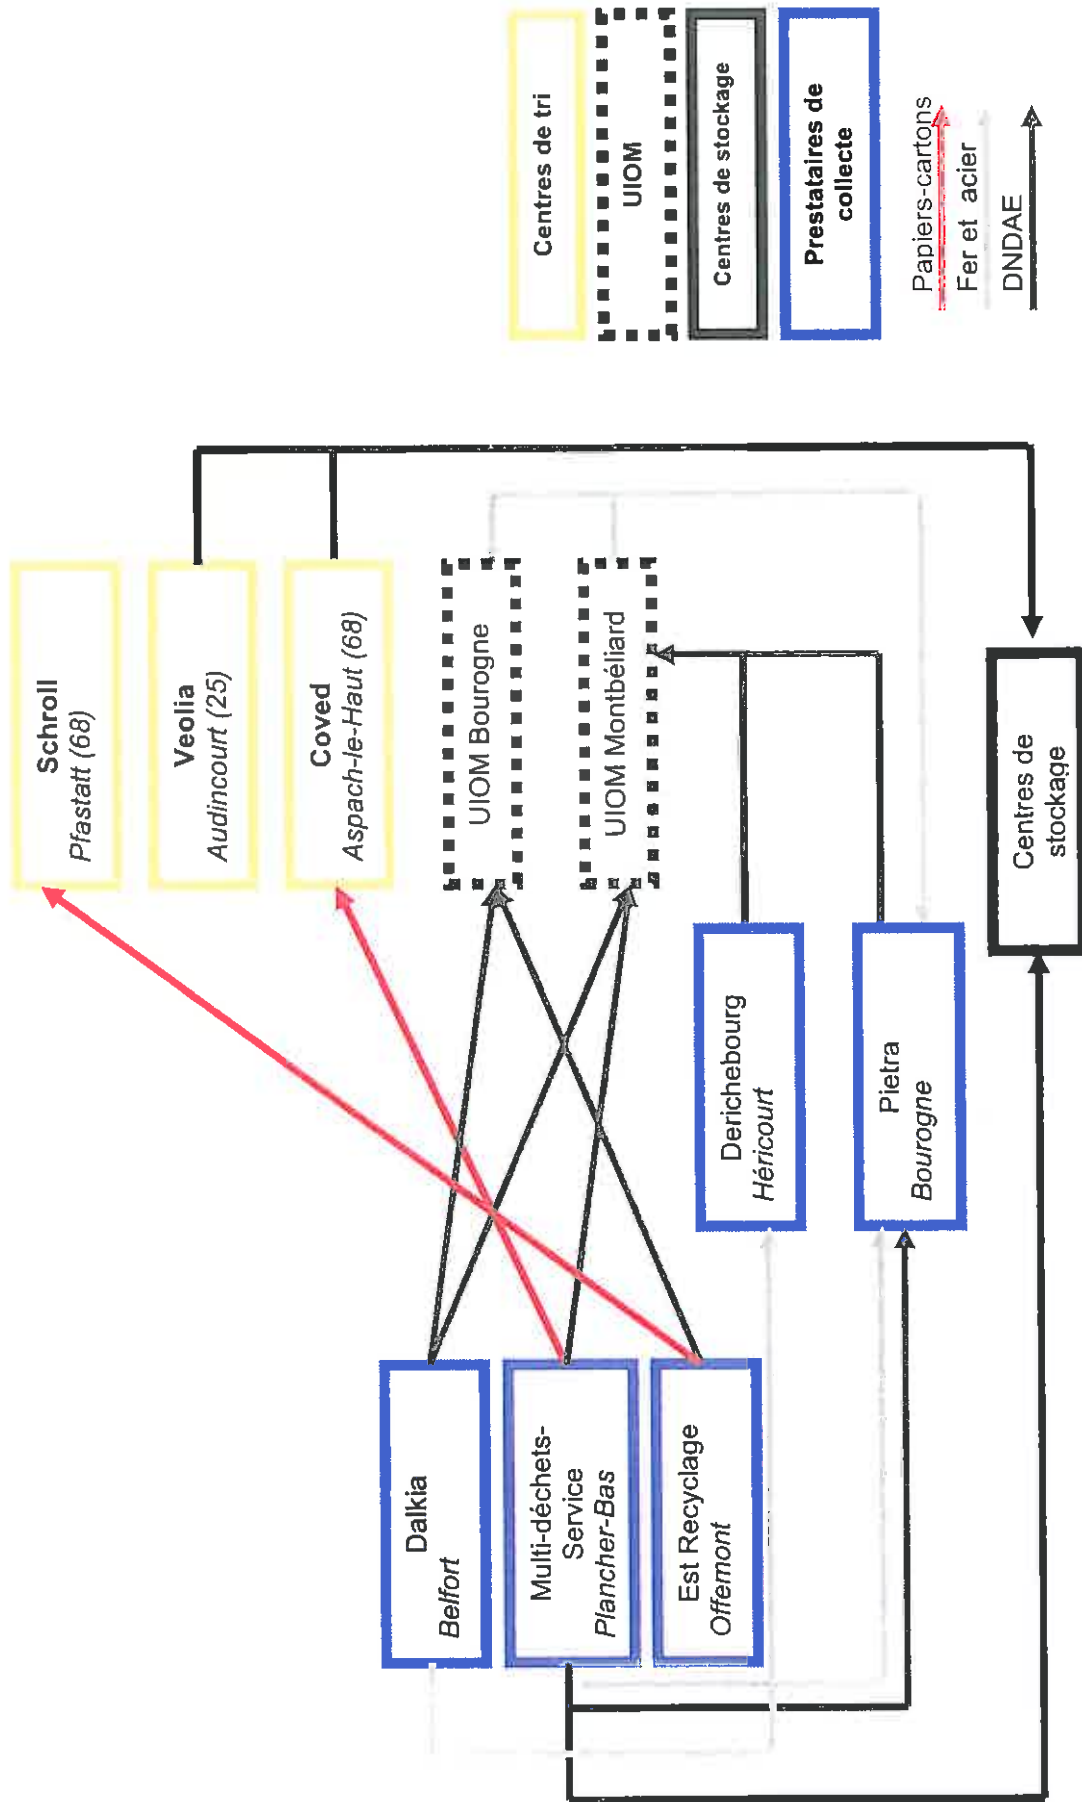 Schroll
Pfastatt (68)
Veolia
Audincourt (25)
Coved
Aspach-le-Haut (68)
UIOM Bourogne
UIOM Montbéliard
Dalkia
Belfort
Multi-déchets-
Service
Plancher-Bas
Est Recyclage
Offemont
Derichebourg
Héricourt
Pietra
Bourogne
Centres de
stockage
Centres de tri
UIOM
Centres de stockage
Prestataires de
collecte
Papiers-cartons
Fer et acier
DNDAE